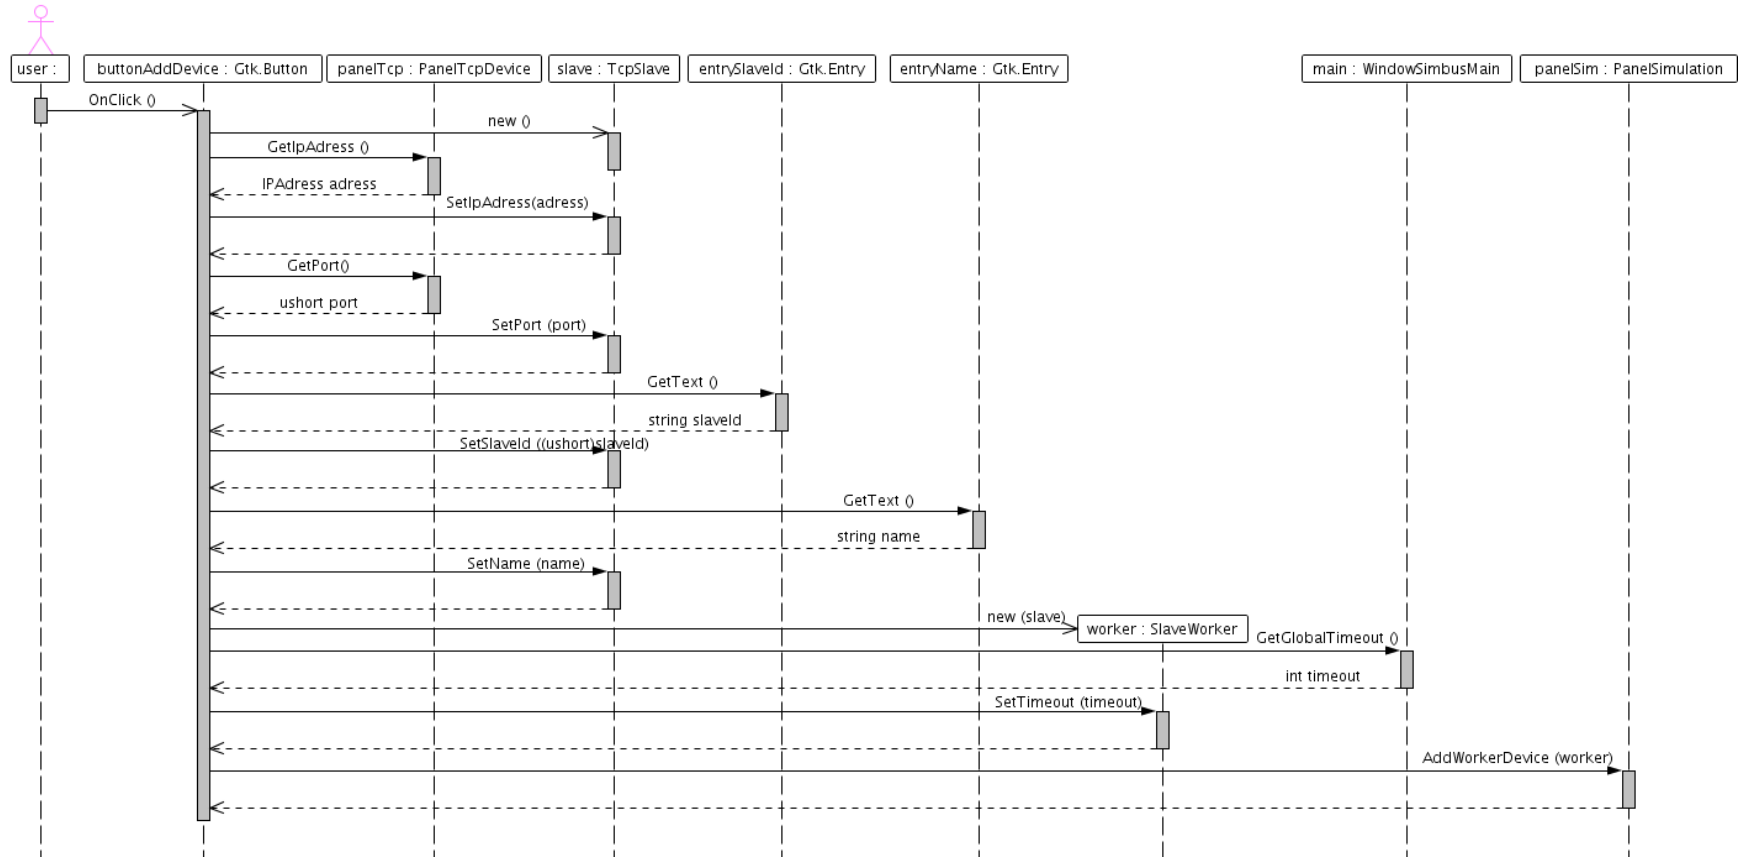 user :
buttonAddDevice : Gtk.Button
panelTcp : PanelTcpDevice
slave : TcpSlave
entrySlaveId : Gtk.Entry
entryName : Gtk.Entry
main : WindowSimbusMain
panelSim : PanelSimulation
OnClick ()
new ()
GetIpAdress ()
IPAdress adress
SetIpAdress(adress)
GetPort()
ushort port
SetPort (port)
GetText ()
string slaveId
SetSlaveId ((ushort)slaveId)
GetText ()
string name
SetName (name)
new (slave)
worker : SlaveWorker
GetGlobalTimeout ()
int timeout
SetTimeout (timeout)
AddWorkerDevice (worker)